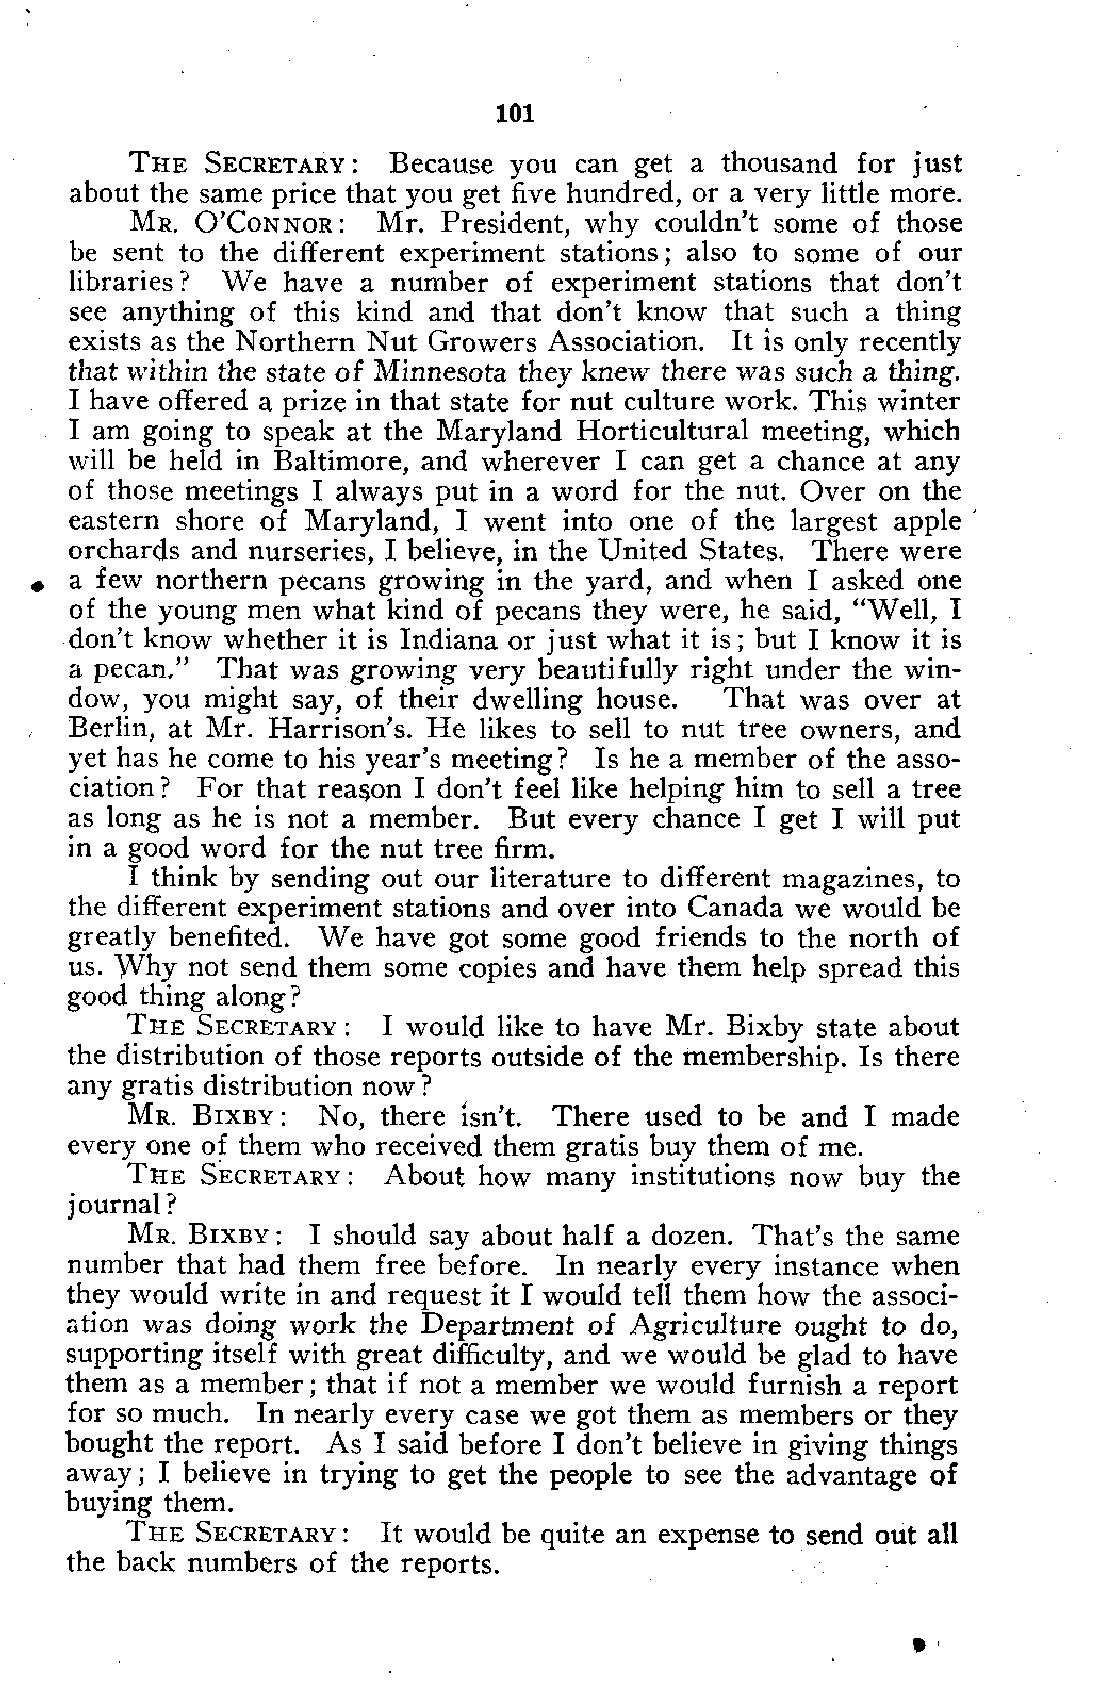 101
THE SECRETARY: Because you can get a thousand for just
about the same price that you get five hundred, or a very little more.
MR. O'CONNOR: Mr. President, why couldn't some of those
be sent to the different experiment stations; also to some of our
libraries? We have a number of experiment stations that don't
see anything of this kind and that don't know that such a thing
exists as the Northern Nut Growers Association. It is only recently
that within the state of Minnesota they knew there was such a thing.
I have offered a prize in that state for nut culture work. This winter
I am going to speak at the Maryland Horticultural meeting, which
will be held in Baltimore, and wherever I can get a chance at any
of those meetings I always put in a word for the nut. Over on the
eastern shore of Maryland, I went into one of the largest apple
orchards and nurseries, I believe, in the United States. There were
a few northern pecans growing in the yard, and when I asked one
of the young men what kind of pecans they were, he said, "Well, I
don't know whether it is Indiana or just what it is; but I know it is
a pecan." That was growing very beautifully right under the win-
dow, you might say, of their dwelling house. That was over at
Berlin, at Mr. Harrison's. He likes to sell to nut tree owners, and
yet has he come to his year's meeting? Is he a member of the asso-
ciation? For that reason I don't feel like helping him to sell a tree
as long as he is not a member. But every chance I get I will put
in a good word for the nut tree firm.
I think by sending out our literature to different magazines, to
the different experiment stations and over into Canada we would be
greatly benefited. We have got some good friends to the north of
us. Why not send them some copies and have them help spread this
good thing along?
THE SECRETARY: I would like to have Mr. Bixby state about
the distribution of those reports outside of the membership. Is there
any gratis distribution now?
MR. BIXBY: No, there isn't. There used to be and I made
every one of them who received them gratis buy them of me.
THE SECRETARY: About how many institutions now buy the
journal?
MR. BIXBY: I should say about half a dozen. That's the same
number that had them free before. In nearly every instance when
they would write in and request it I would tell them how the associ-
ation was doing work the Department of Agriculture ought to do,
supporting itself with great difficulty, and we would be glad to have
them as a member; that if not a member we would furnish a report
for so much. In nearly every case we got them as members or they
bought the report. As I said before I don't believe in giving things
away; I believe in trying to get the people to see the advantage of
buying them.
THE SECRETARY: It would be quite an expense to send out all
the back numbers of the reports.